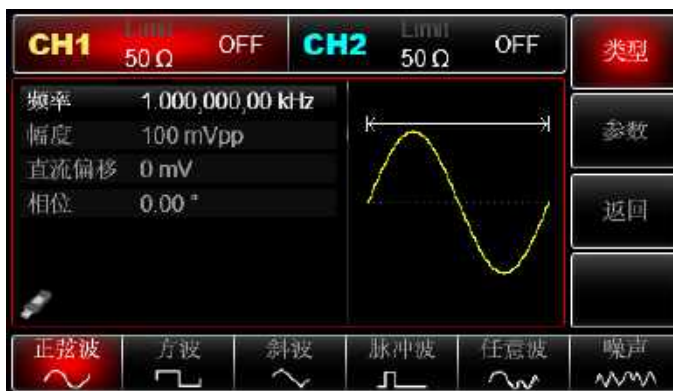 CH1 Limit 50 Ω OFF
CH2 Limit 50 Ω OFF
类型
频率 1.000,000,00 kHz
幅度 100 mVpp
直流偏移 0 mV
相位 0.00 °
参数
返回
正弦波 方波 斜波 脉冲波 任意波 噪声